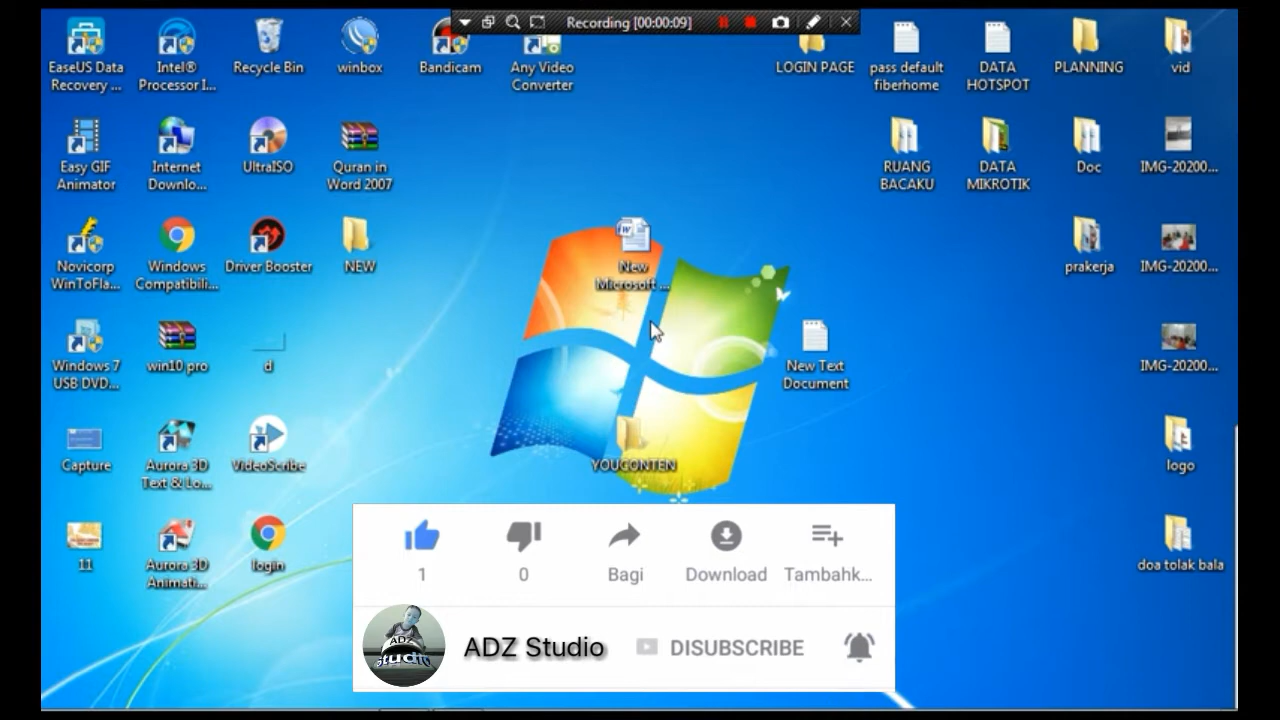 Recording [00:00:09]
EaseUS Data
Recovery ...
Intel®
Processor I...
Recycle Bin
winbox
Bandicam
Any Video
Converter
LOGIN PAGE
pass default
fiberhome
DATA
HOTSPOT
PLANNING
vid
Easy GIF
Animator
Internet
Downlo...
UltraISO
Quran in
Word 2007
RUANG
BACAKU
DATA
MIKROTIK
Doc
IMG-20200...
Novicorp
WinToFla...
Windows
Compatibili...
Driver Booster
NEW
New
Microsoft ...
prakerja
IMG-20200...
Windows 7
USB DVD...
win10 pro
d
New Text
Document
IMG-20200...
Capture
Aurora 3D
Text & Lo...
VideoScribe
YOUCONTEN
logo
11
Aurora 3D
Animati...
login
doa tolak bala
1
0
Bagi
Download
Tambahk...
ADZ
Studio
ADZ Studio
DISUBSCRIBE